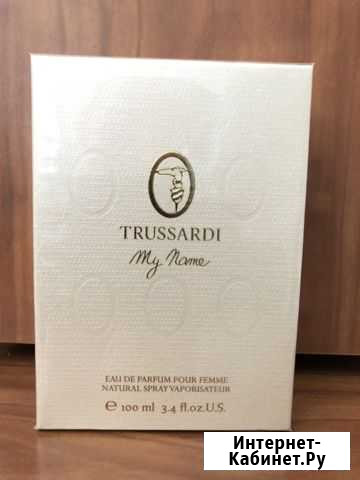 TRUSSARDI
My Name
EAU DE PARFUM POUR FEMME
NATURAL SPRAY VAPORISATEUR
℮ 100 ml 3.4 fl.oz.U.S.
Интернет-
Кабинет.Ру